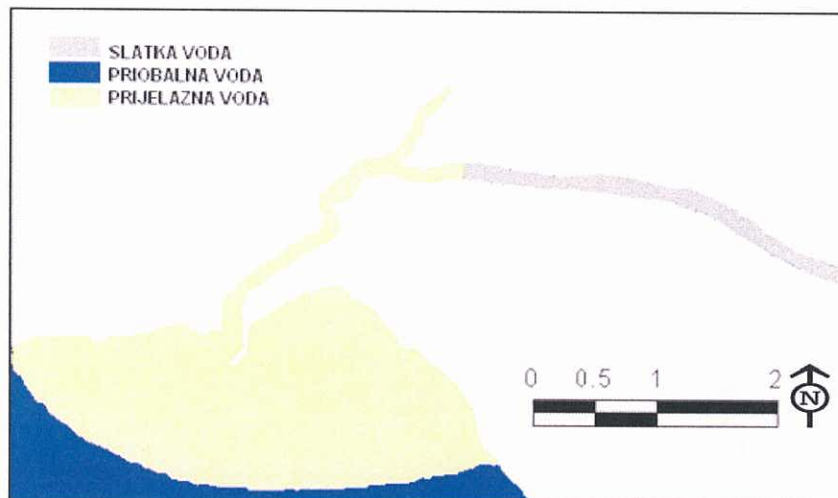 SLATKA VODA
PRIOBALNA VODA
PRIJELAZNA VODA
0 0.5 1 2
N